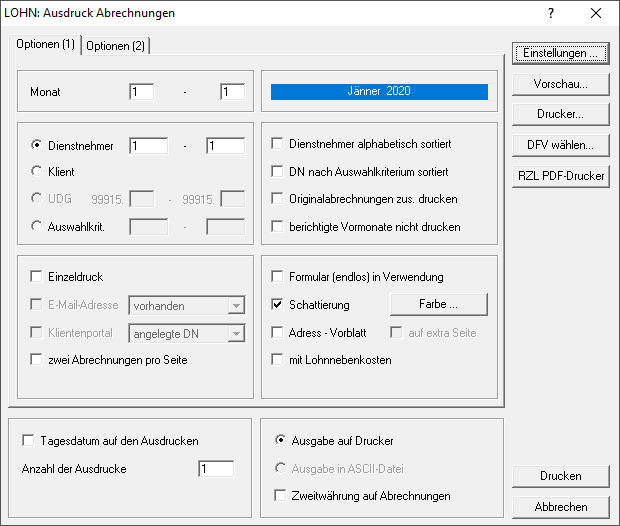 LOHN: Ausdruck Abrechnungen
?
Optionen (1)
Optionen (2)
Monat 1 - 1
Jänner 2020
Dienstnehmer 1 - 1
Klient
UDG 99915. - 99915.
Auswahlkrit. -
Dienstnehmer alphabetisch sortiert
DN nach Auswahlkriterium sortiert
Originalabrechnungen zus. drucken
berichtigte Vormonate nicht drucken
Einzeldruck
E-Mail-Adresse vorhanden
Klientenportal angelegte DN
zwei Abrechnungen pro Seite
Formular (endlos) in Verwendung
Schattierung Farbe ...
Adress - Vorblatt auf extra Seite
mit Lohnnebenkosten
Tagesdatum auf den Ausdrucken
Anzahl der Ausdrucke 1
Ausgabe auf Drucker
Ausgabe in ASCII-Datei
Zweitwährung auf Abrechnungen
Einstellungen ...
Vorschau...
Drucker...
DFV wählen...
RZL PDF-Drucker
Drucken
Abbrechen